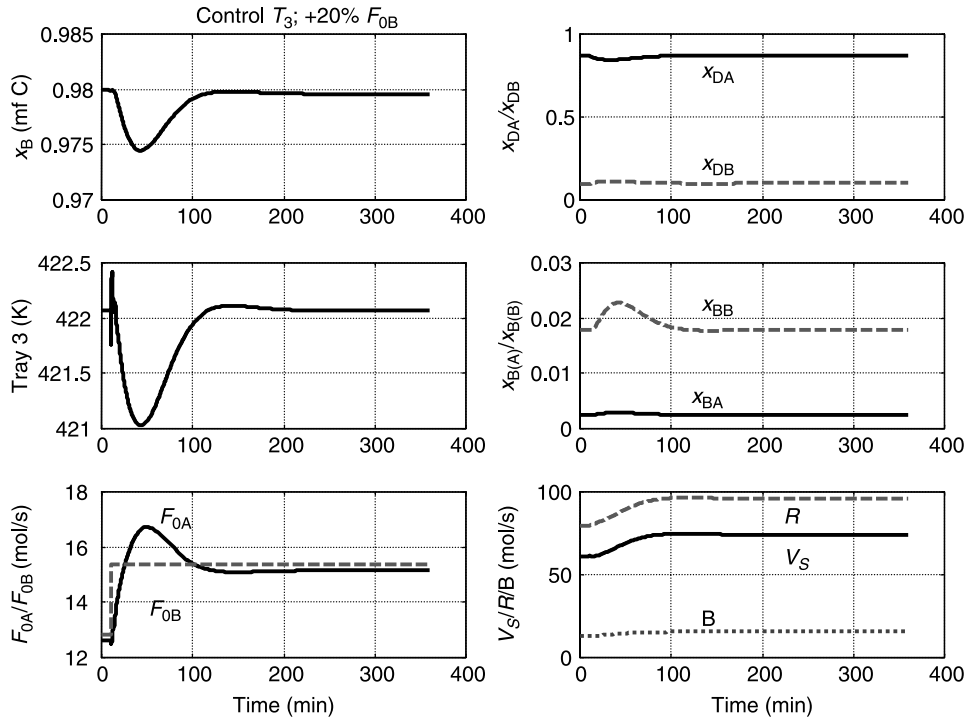 Control T3; +20% F0B
0.985
0.98
0.975
0.97
xB (mf C)
0 100 200 300 400
1
0.5
0
xDA/xDB
xDA
xDB
0 100 200 300 400
422.5
422
421.5
421
Tray 3 (K)
0 100 200 300 400
0.03
0.02
0.01
0
xB(A)/xB(B)
xBB
xBA
0 100 200 300 400
18
16
14
12
F0A/F0B (mol/s)
F0A
F0B
0 100 200 300 400
Time (min)
100
50
0
VS/R/B (mol/s)
R
VS
B
0 100 200 300 400
Time (min)